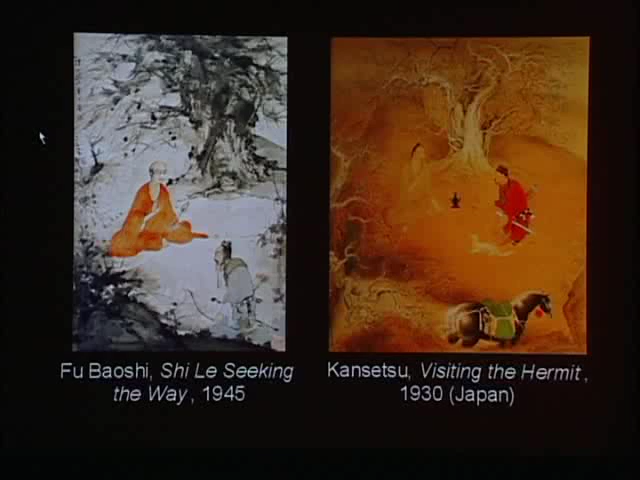 Fu Baoshi, Shi Le Seeking
the Way, 1945
Kansetsu, Visiting the Hermit,
1930 (Japan)